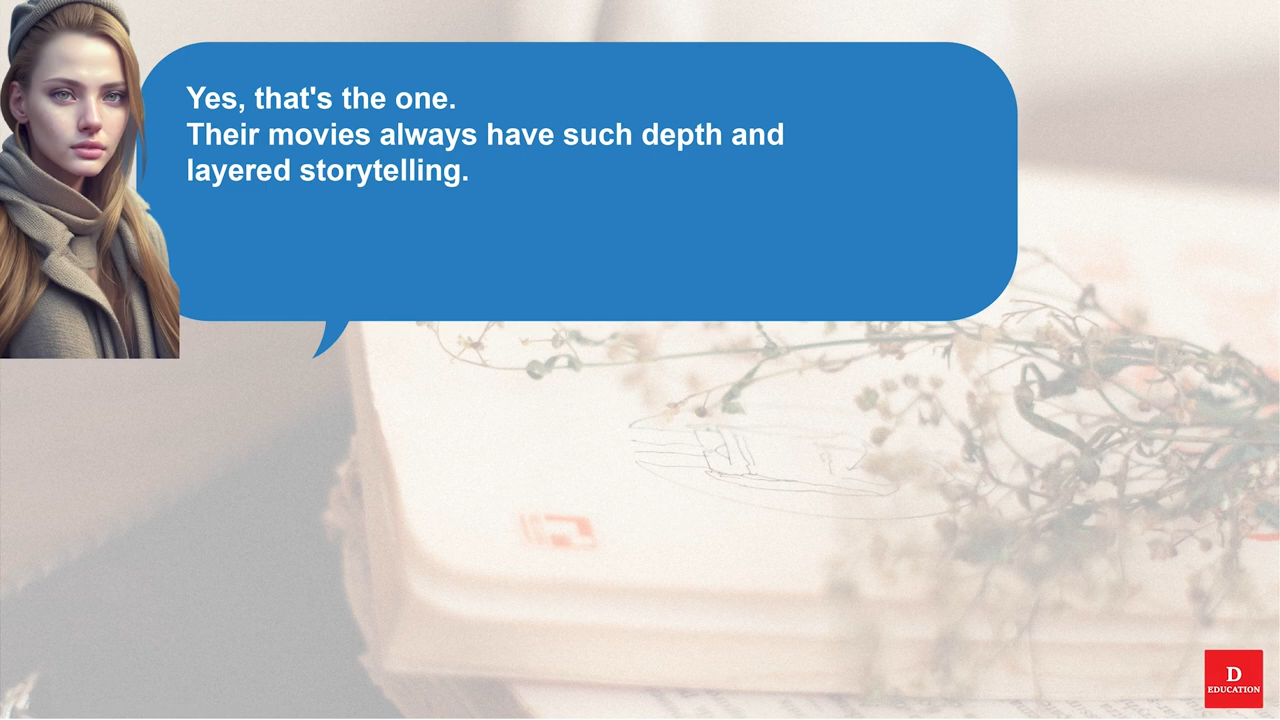 Yes, that's the one.
Their movies always have such depth and
layered storytelling.
D
EDUCATION